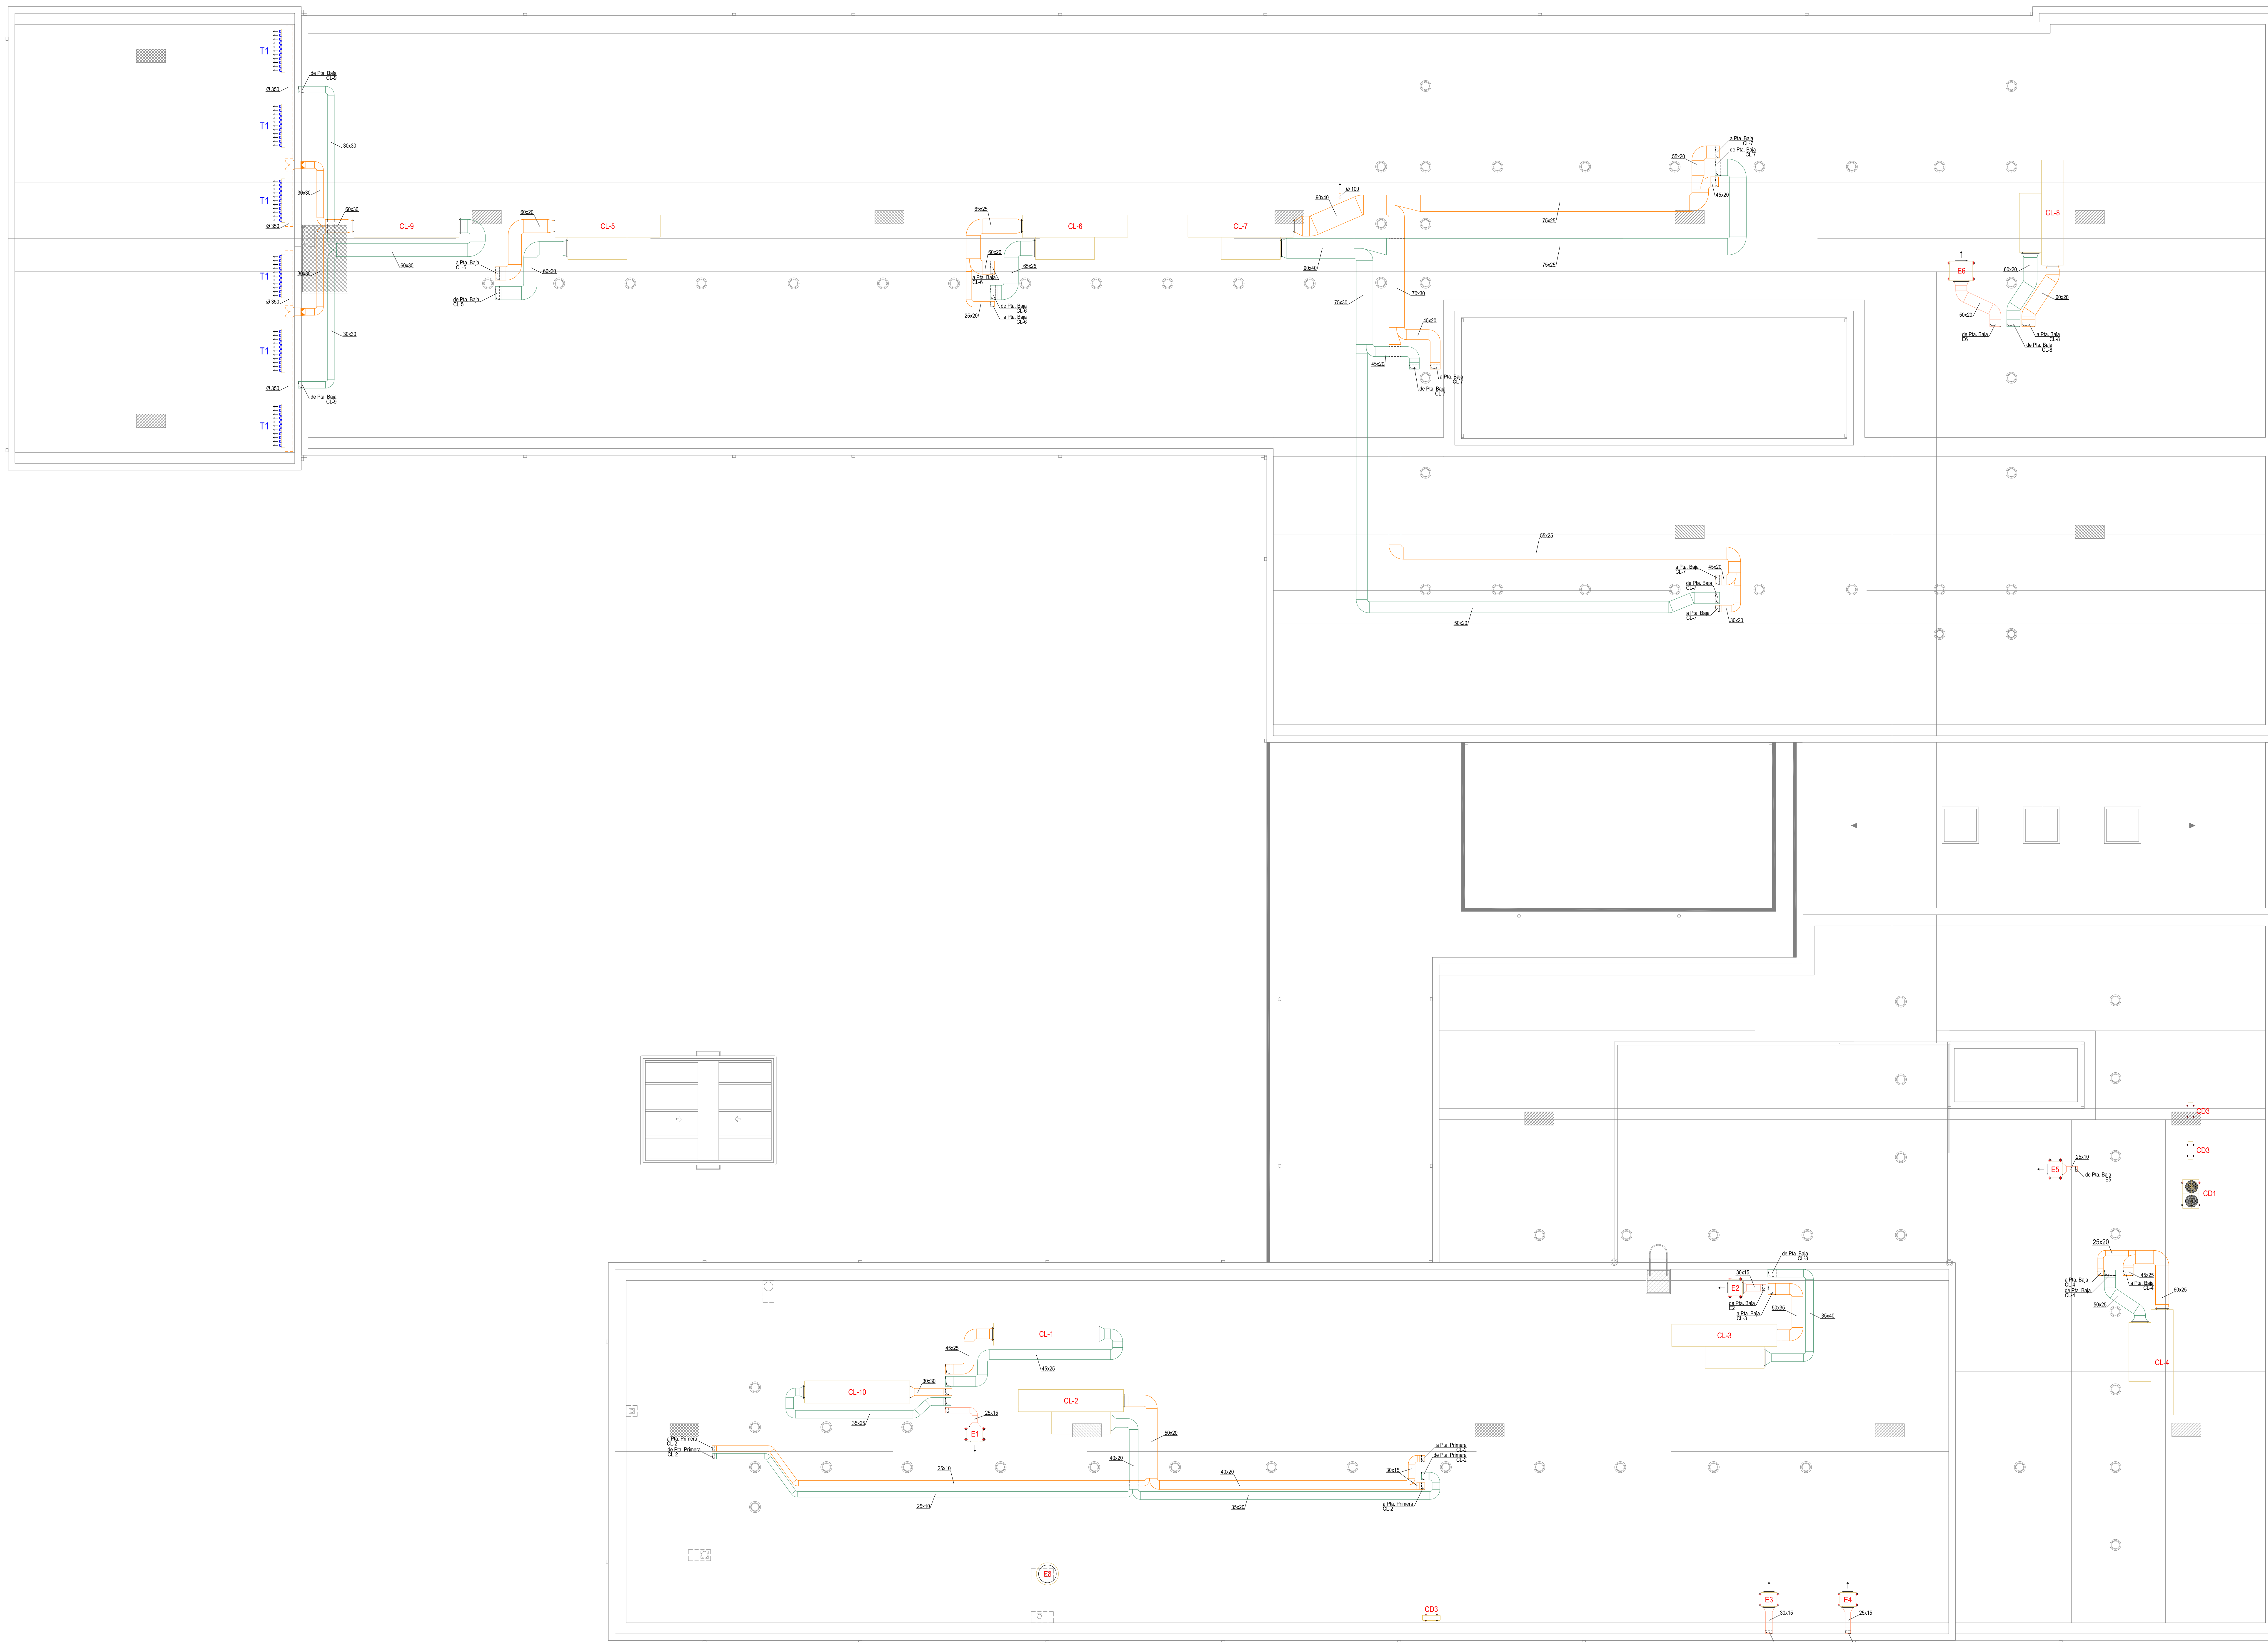 T1
de Pta. Baja
CL-9
Ø 350
T1
30x30
30x30
T1
60x30
Ø 350
CL-9
60x20
CL-5
30x30
60x30
T1
a Pta. Baja
CL-5
60x20
de Pta. Baja
CL-5
Ø 350
30x30
T1
Ø 350
de Pta. Baja
CL-9
T1
65x25
CL-6
60x20
a Pta. Baja
CL-6
65x25
de Pta. Baja
CL-6
a Pta. Baja
CL-6
25x20
a Pta. Baja
CL-7
de Pta. Baja
CL-7
55x20
Ø 100
90x40
45x20
75x25
CL-7
90x40
75x25
CL-8
E6
60x20
60x20
50x20
de Pta. Baja
E6
a Pta. Baja
CL-8
de Pta. Baja
CL-8
75x30
70x30
45x20
45x20
a Pta. Baja
CL-7
de Pta. Baja
CL-7
55x25
a Pta. Baja
CL-7
45x20
de Pta. Baja
CL-7
a Pta. Baja
CL-7
30x20
50x20
CD3
CD3
25x10
E5
de Pta. Baja
E5
CD1
25x20
a Pta. Baja
CL-4
de Pta. Baja
CL-4
45x25
a Pta. Baja
CL-4
60x25
50x25
CL-4
de Pta. Baja
CL-3
30x15
E2
de Pta. Baja
E2
a Pta. Baja
CL-3
50x35
35x40
CL-3
CL-1
45x25
45x25
30x30
CL-10
CL-2
35x25
25x15
E1
50x20
a Pta. Primera
CL-2
de Pta. Primera
CL-2
40x20
25x10
25x10
40x20
35x20
a Pta. Primera
CL-2
de Pta. Primera
CL-2
30x15
a Pta. Primera
CL-2
E8
CD3
E3
E4
30x15
25x15